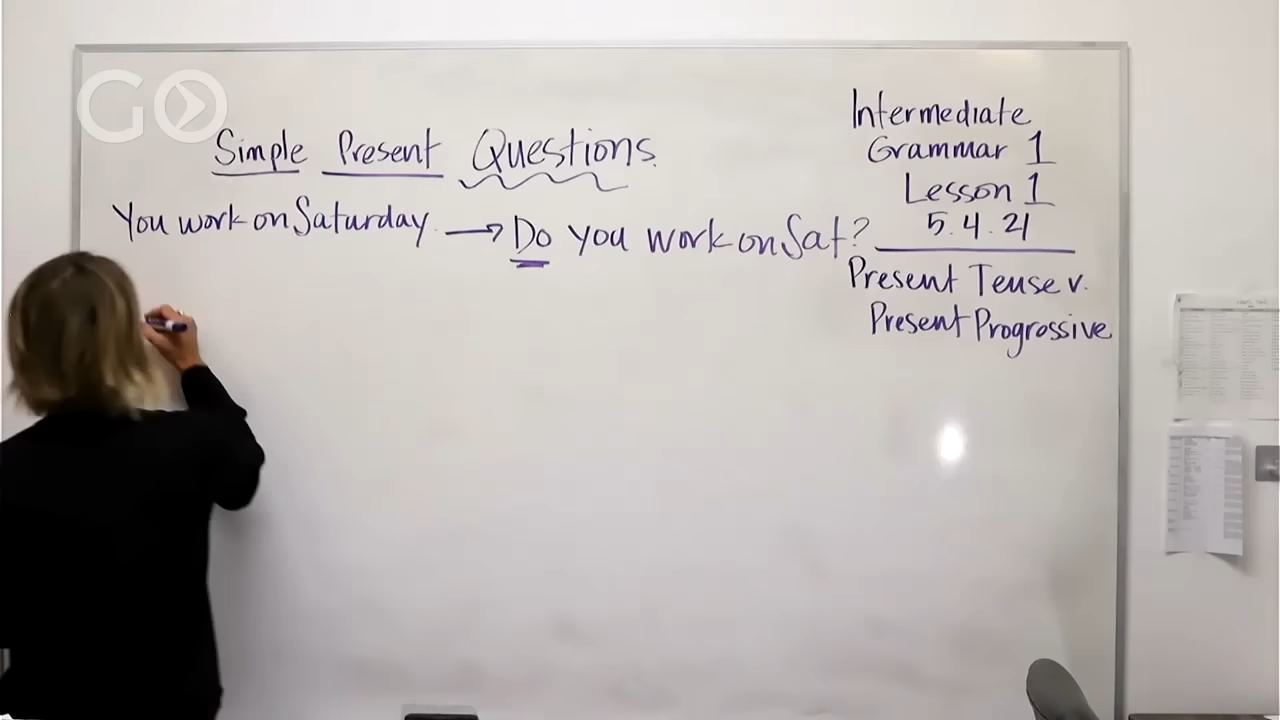 GO
Simple Present Questions.
You work on Saturday. → Do you work on Sat?
Intermediate
Grammar 1
Lesson 1
5.4.21
Present Tense v.
Present Progressive